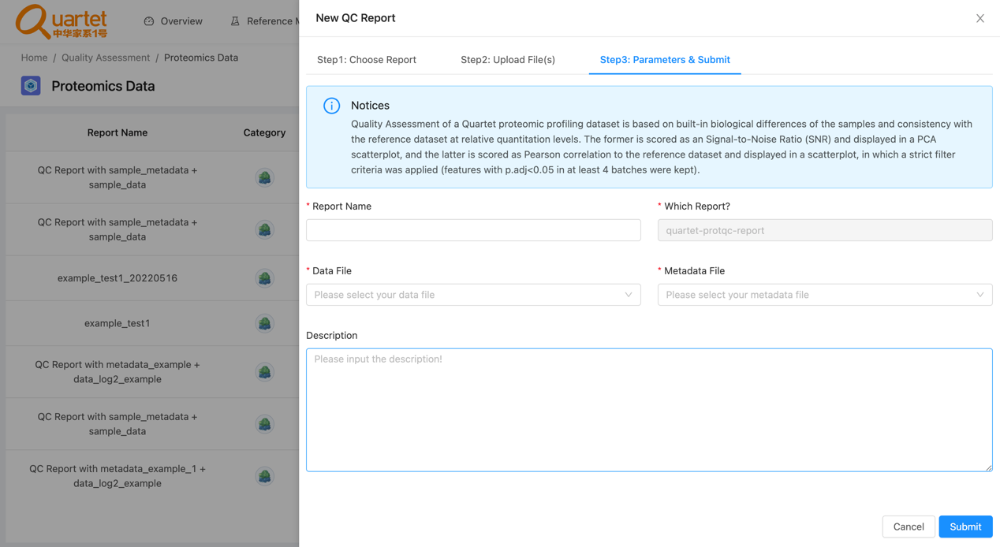 Quartet
中华家系1号
Overview
Reference M
Home / Quality Assessment / Proteomics Data
Proteomics Data
Report Name Category
QC Report with sample_metadata +
sample_data
QC Report with sample_metadata +
sample_data
example_test1_20220516
example_test1
QC Report with metadata_example +
data_log2_example
QC Report with sample_metadata +
sample_data
QC Report with metadata_example_1 +
data_log2_example
New QC Report
Step1: Choose Report Step2: Upload File(s) Step3: Parameters & Submit
Notices
Quality Assessment of a Quartet proteomic profiling dataset is based on built-in biological differences of the samples and consistency with
the reference dataset at relative quantitation levels. The former is scored as an Signal-to-Noise Ratio (SNR) and displayed in a PCA
scatterplot, and the latter is scored as Pearson correlation to the reference dataset and displayed in a scatterplot, in which a strict filter
criteria was applied (features with p.adj<0.05 in at least 4 batches were kept).
* Report Name
* Which Report?
quartet-protqc-report
* Data File
Please select your data file
* Metadata File
Please select your metadata file
Description
Please input the description!
Cancel Submit